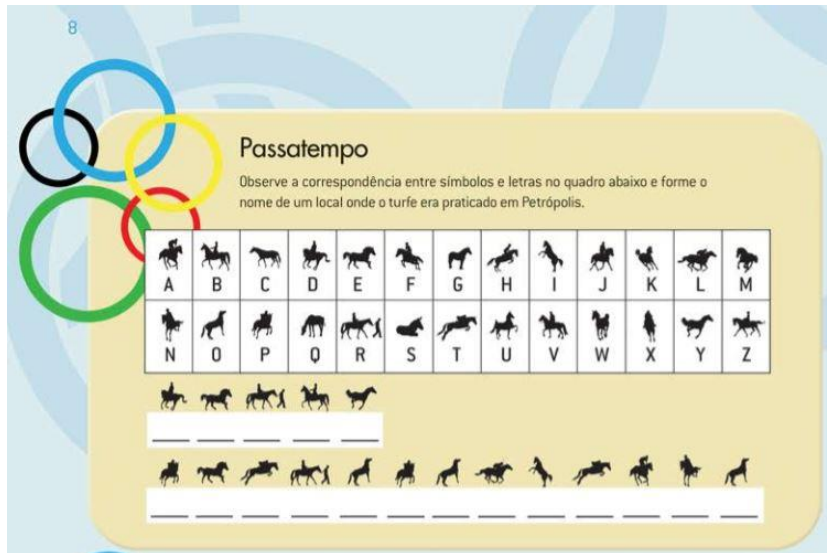 8
Passatempo
Observe a correspondência entre símbolos e letras no quadro abaixo e forme o
nome de um local onde o turfe era praticado em Petrópolis.
A B C D E F G H I J K L M
N O P Q R S T U V W X Y Z